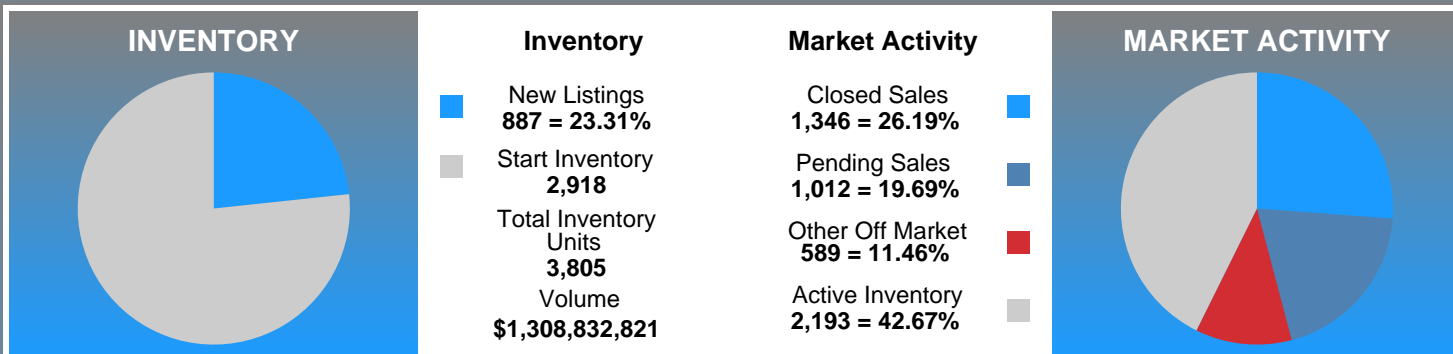 INVENTORY
Inventory
New Listings
887 = 23.31%
Start Inventory
2,918
Total Inventory
Units
3,805
Volume
$1,308,832,821
Market Activity
Closed Sales
1,346 = 26.19%
Pending Sales
1,012 = 19.69%
Other Off Market
589 = 11.46%
Active Inventory
2,193 = 42.67%
MARKET ACTIVITY